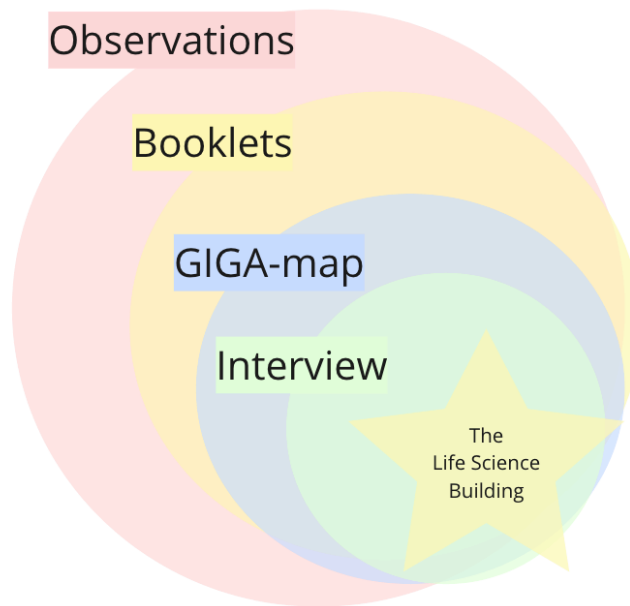 Observations
Booklets
GIGA-map
Interview
The
Life Science
Building